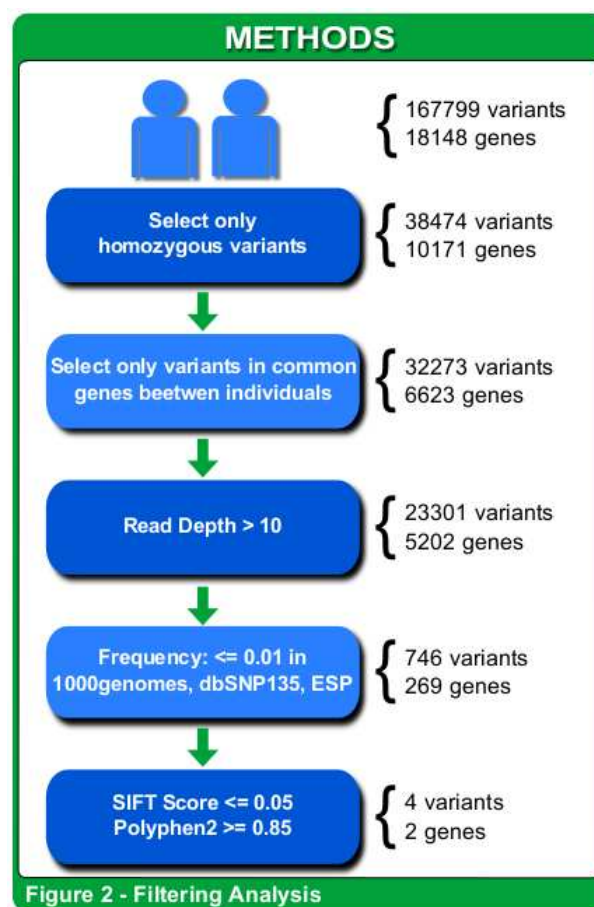 METHODS
167799 variants
18148 genes
Select only
homozygous variants
38474 variants
10171 genes
Select only variants in common
genes beetwen individuals
32273 variants
6623 genes
Read Depth > 10
23301 variants
5202 genes
Frequency: <= 0.01 in
1000genomes, dbSNP135, ESP
746 variants
269 genes
SIFT Score <= 0.05
Polyphen2 >= 0.85
4 variants
2 genes
Figure 2 - Filtering Analysis